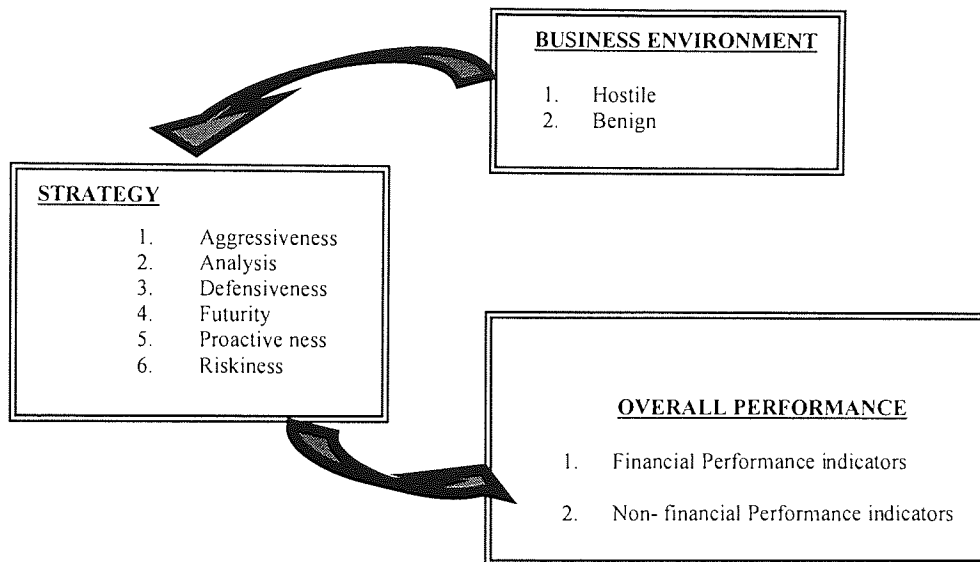 BUSINESS ENVIRONMENT
1. Hostile
2. Benign
STRATEGY
1. Aggressiveness
2. Analysis
3. Defensiveness
4. Futurity
5. Proactive ness
6. Riskiness
OVERALL PERFORMANCE
1. Financial Performance indicators
2. Non- financial Performance indicators